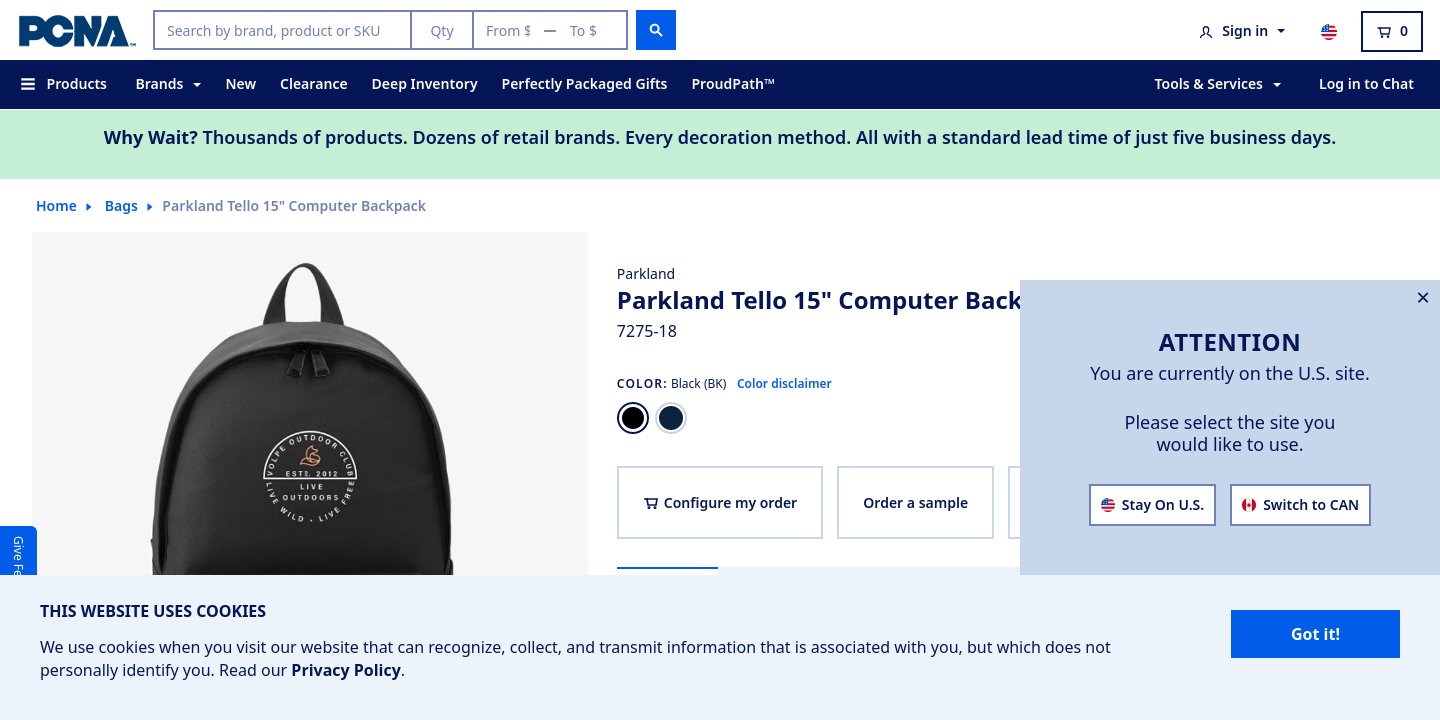 PCNA
Search by brand, product or SKU
Qty
From $ — To $
Sign in
0
Products
Brands
New
Clearance
Deep Inventory
Perfectly Packaged Gifts
ProudPath™
Tools & Services
Log in to Chat
Why Wait? Thousands of products. Dozens of retail brands. Every decoration method. All with a standard lead time of just five business days.
Home
Bags
Parkland Tello 15" Computer Backpack
VOLPE OUTDOOR CLUB
ESTD. 2012
LIVE
OUTDOORS
LIVE WILD • LIVE FREE
Parkland
Parkland Tello 15" Computer Back
7275-18
COLOR: Black (BK) Color disclaimer
Configure my order
Order a sample
×
ATTENTION
You are currently on the U.S. site.
Please select the site you
would like to use.
Stay On U.S.
Switch to CAN
Give Fe
THIS WEBSITE USES COOKIES
We use cookies when you visit our website that can recognize, collect, and transmit information that is associated with you, but which does not
personally identify you. Read our Privacy Policy.
Got it!